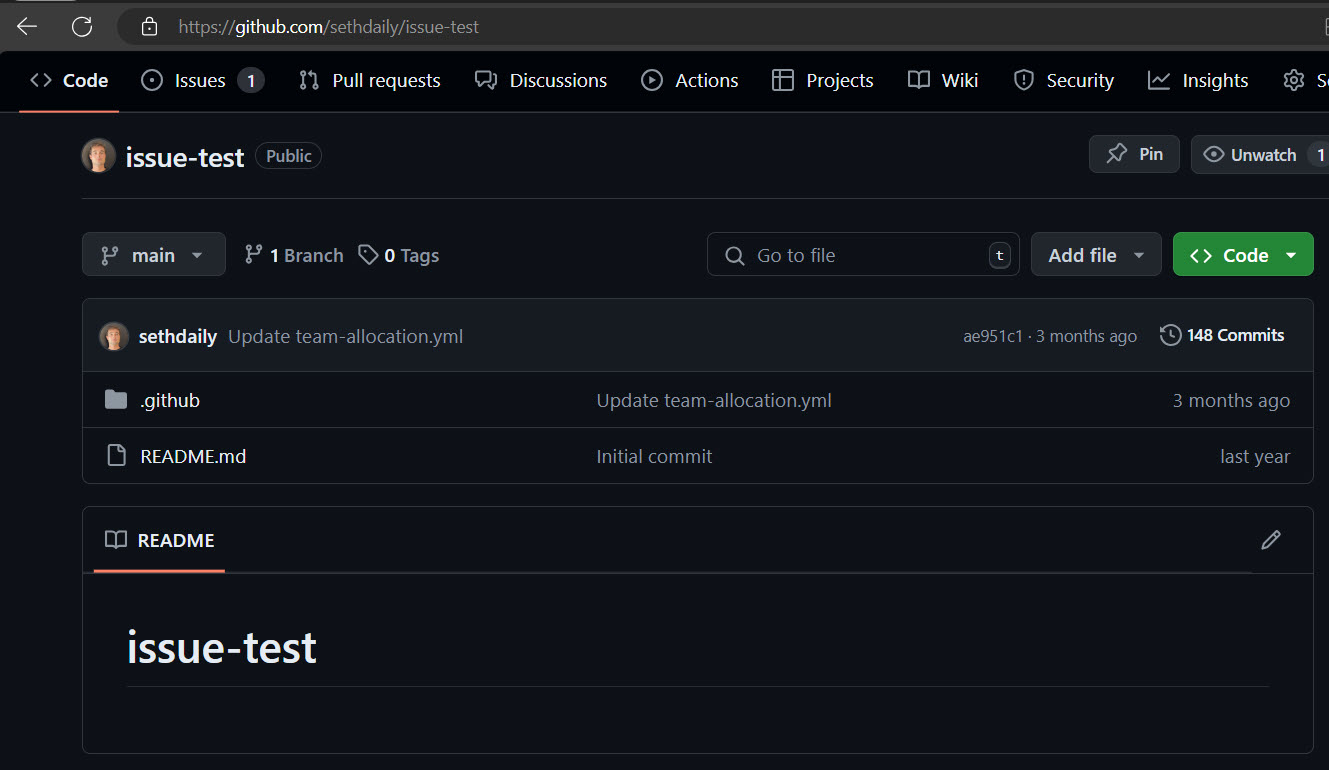 https://github.com/sethdaily/issue-test
Code Issues 1 Pull requests Discussions Actions Projects Wiki Security Insights
issue-test Public Pin Unwatch 1
main 1 Branch 0 Tags Go to file t Add file Code
sethdaily Update team-allocation.yml ae951c1 · 3 months ago 148 Commits
.github Update team-allocation.yml 3 months ago
README.md Initial commit last year
README
issue-test